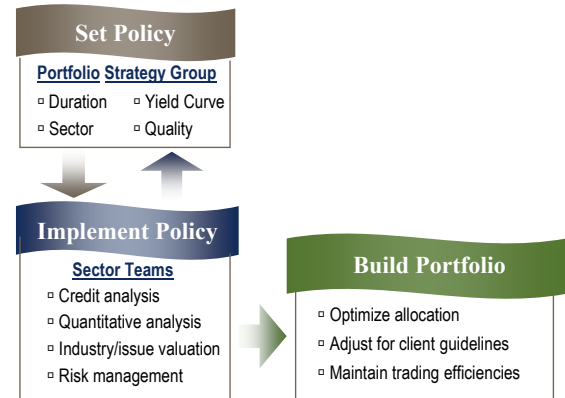 Set Policy
Portfolio Strategy Group
▫ Duration ▫ Yield Curve
▫ Sector ▫ Quality
Implement Policy
Sector Teams
▫ Credit analysis
▫ Quantitative analysis
▫ Industry/issue valuation
▫ Risk management
Build Portfolio
▫ Optimize allocation
▫ Adjust for client guidelines
▫ Maintain trading efficiencies